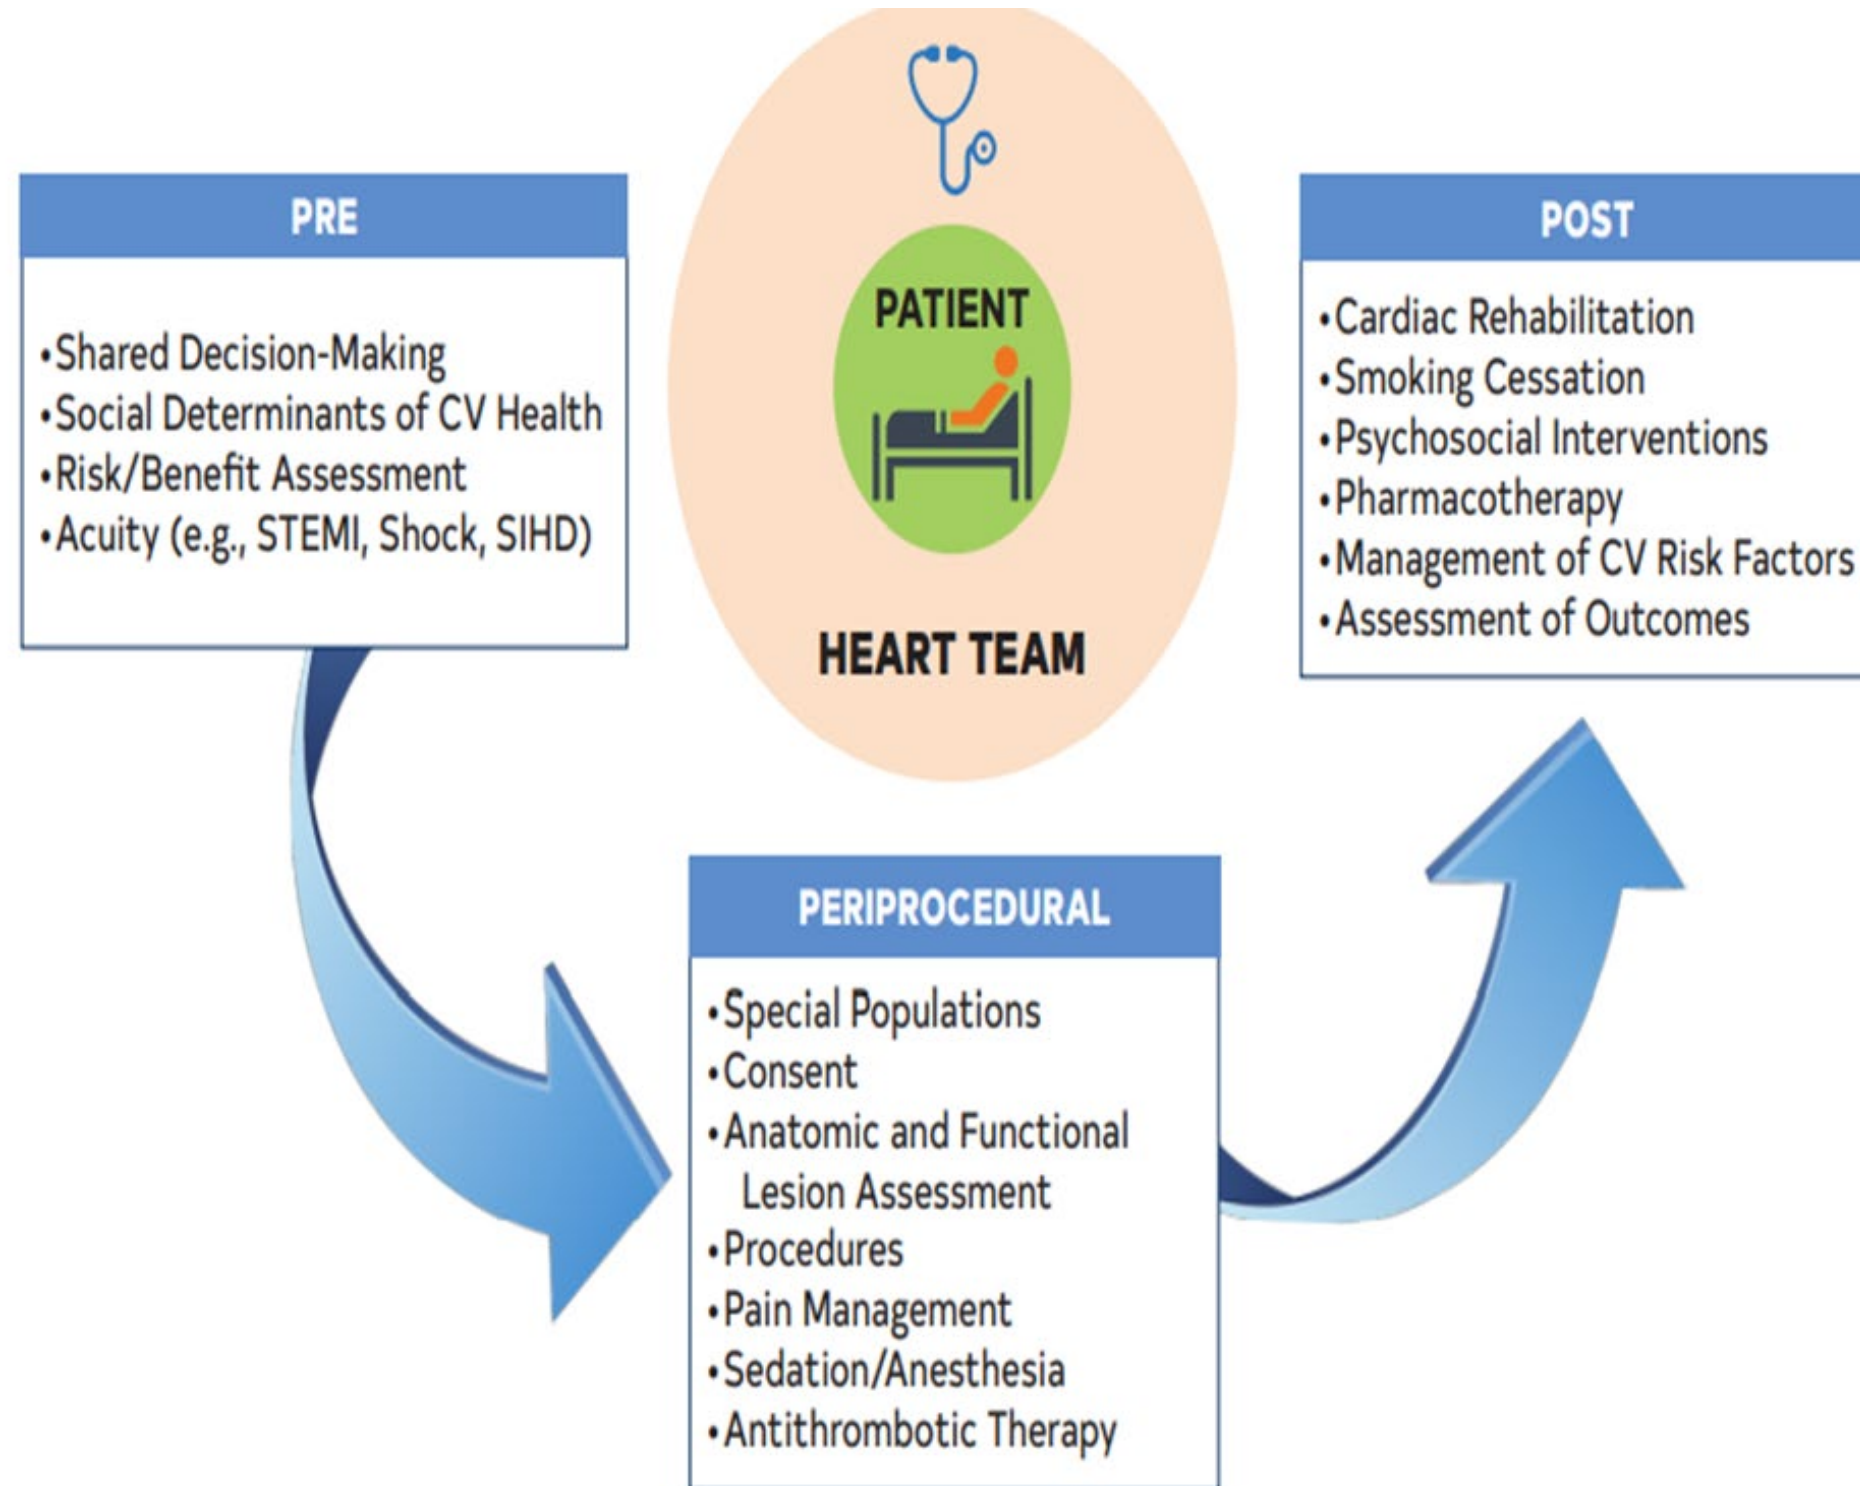 PRE
•Shared Decision-Making
•Social Determinants of CV Health
•Risk/Benefit Assessment
•Acuity (e.g., STEMI, Shock, SIHD)
PATIENT
HEART TEAM
PERIPROCEDURAL
•Special Populations
•Consent
•Anatomic and Functional
Lesion Assessment
•Procedures
•Pain Management
•Sedation/Anesthesia
•Antithrombotic Therapy
POST
•Cardiac Rehabilitation
•Smoking Cessation
•Psychosocial Interventions
•Pharmacotherapy
•Management of CV Risk Factors
•Assessment of Outcomes